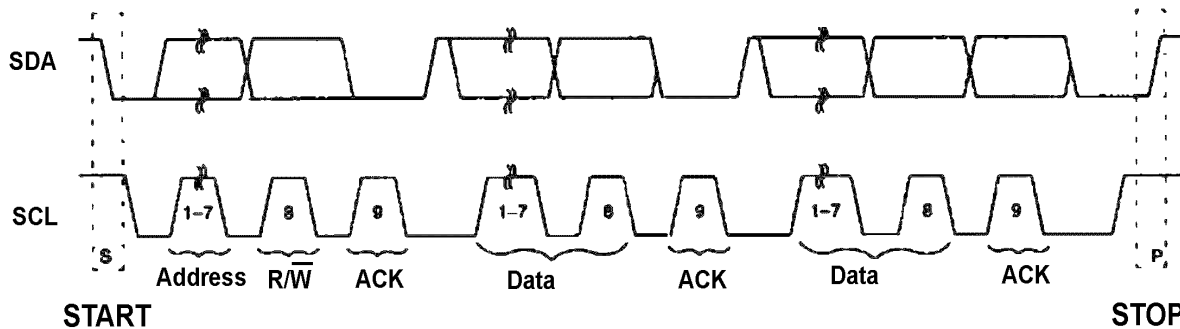 SDA
SCL
1-7 8 9 1-7 8 9 1-7 8 9
S P
Address R/W̅ ACK Data ACK Data ACK
START STOP